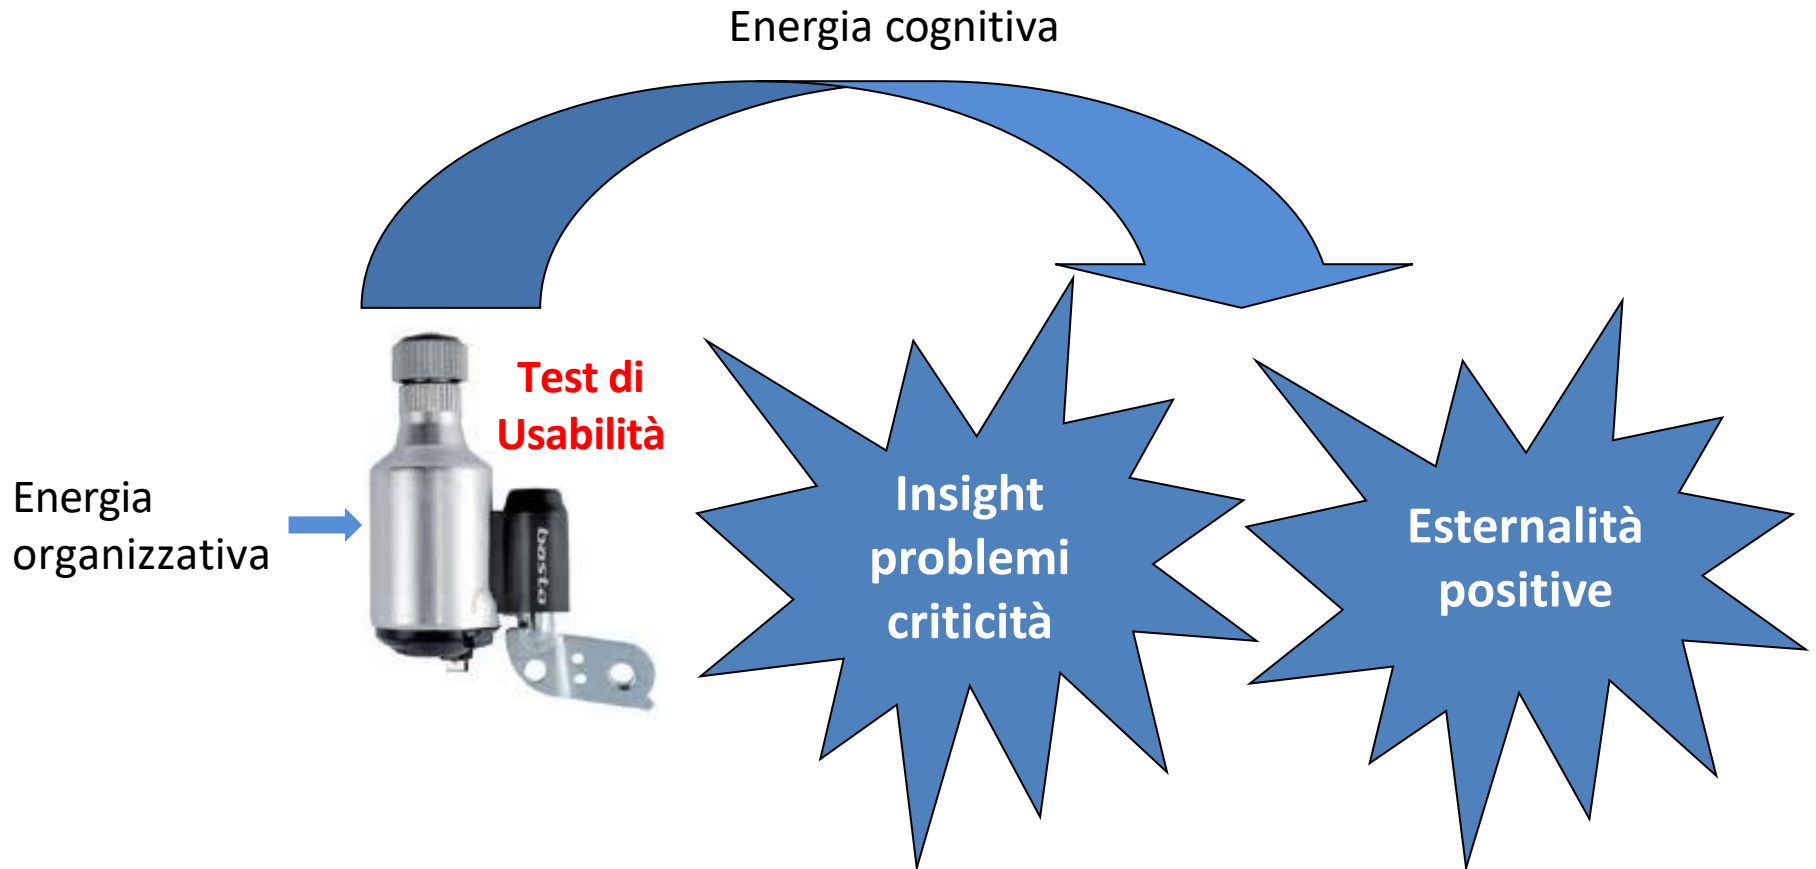 Energia cognitiva
Test di
Usabilità
Energia
organizzativa
basta
Insight
problemi
criticità
Esternalità
positive